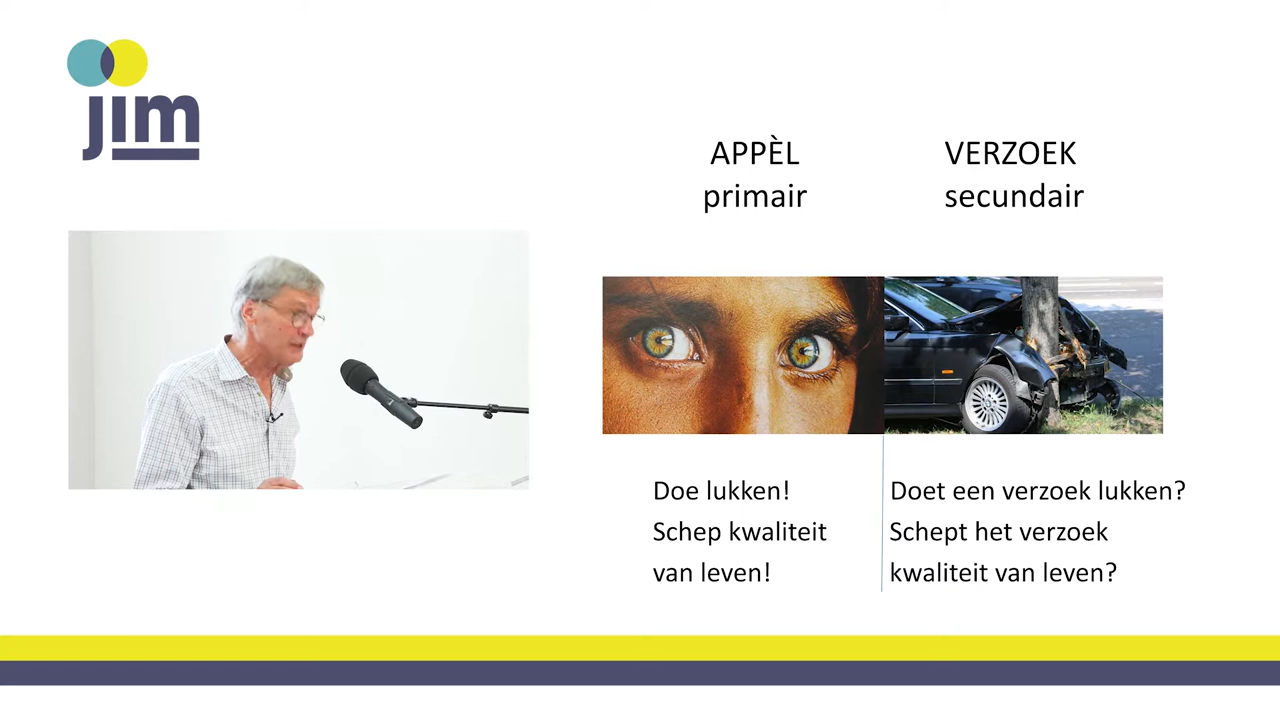 jim
APPÈL
primair
VERZOEK
secundair
Doe lukken!
Schep kwaliteit
van leven!
Doet een verzoek lukken?
Schept het verzoek
kwaliteit van leven?